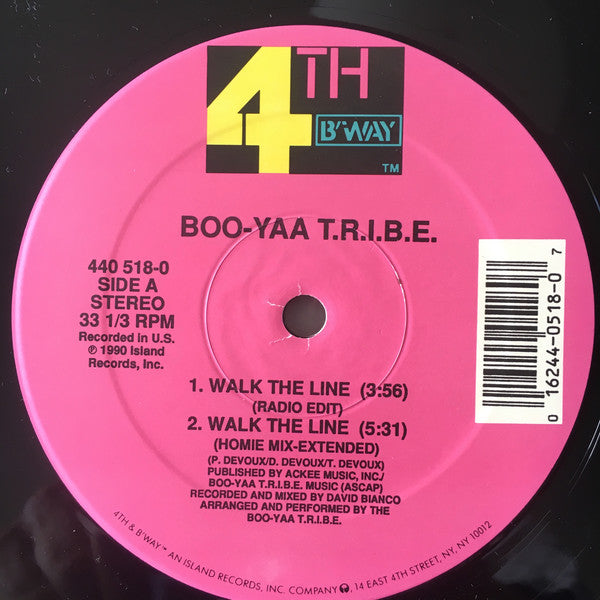 4TH
B'WAY
TM
BOO-YAA T.R.I.B.E.
440 518-0
SIDE A
STEREO
33 1/3 RPM
Recorded in U.S.
℗ 1990 Island
Records, Inc.
0 16244-0518-0 7
1. WALK THE LINE (3:56)
(RADIO EDIT)
2. WALK THE LINE (5:31)
(HOMIE MIX-EXTENDED)
(P. DEVOUX/D. DEVOUX/T. DEVOUX)
PUBLISHED BY ACKEE MUSIC, INC./
BOO-YAA T.R.I.B.E. MUSIC (ASCAP)
RECORDED AND MIXED BY DAVID BIANCO
ARRANGED AND PERFORMED BY THE
BOO-YAA T.R.I.B.E.
4TH & B'WAY™ AN ISLAND RECORDS, INC. COMPANY, 14 EAST 4TH STREET, NY, NY 10012